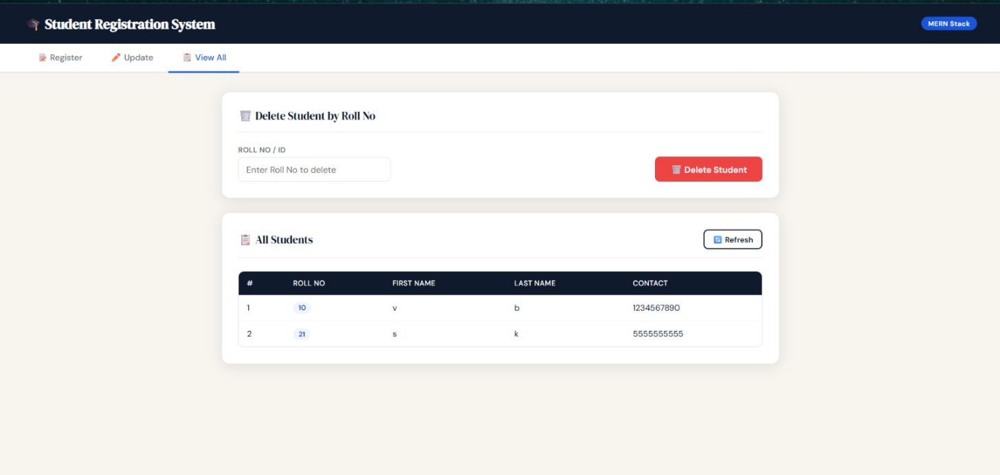 🎓 Student Registration System
MERN Stack
📝 Register
✏️ Update
📋 View All
🗑️ Delete Student by Roll No
ROLL NO / ID
Enter Roll No to delete
🗑️ Delete Student
📋 All Students
🔄 Refresh
# ROLL NO FIRST NAME LAST NAME CONTACT
1 10 v b 1234567890
2 21 s k 5555555555